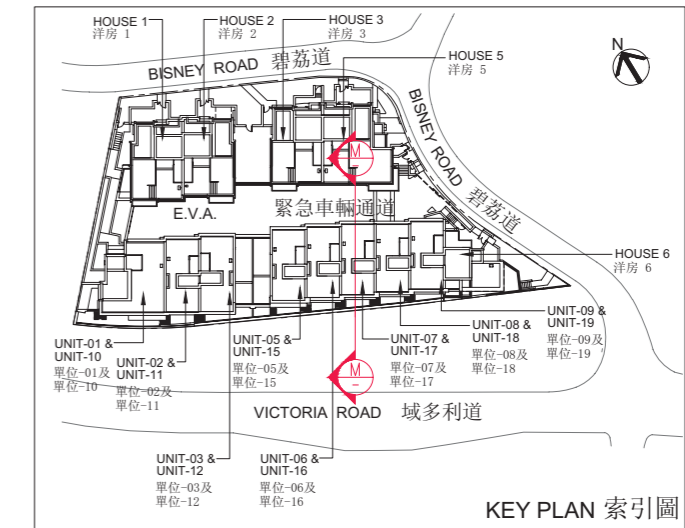 HOUSE 1
洋房 1
HOUSE 2
洋房 2
HOUSE 3
洋房 3
HOUSE 5
洋房 5
N
BISNEY ROAD 碧荔道
BISNEY ROAD 碧荔道
M
-
E.V.A. 緊急車輛通道
HOUSE 6
洋房 6
UNIT-01 &
UNIT-10
單位-01及
單位-10
UNIT-02 &
UNIT-11
單位-02及
單位-11
UNIT-05 &
UNIT-15
單位-05及
單位-15
UNIT-07 &
UNIT-17
單位-07及
單位-17
UNIT-08 &
UNIT-18
單位-08及
單位-18
UNIT-09 &
UNIT-19
單位-09及
單位-19
M
-
VICTORIA ROAD 域多利道
UNIT-03 &
UNIT-12
單位-03及
單位-12
UNIT-06 &
UNIT-16
單位-06及
單位-16
KEY PLAN 索引圖